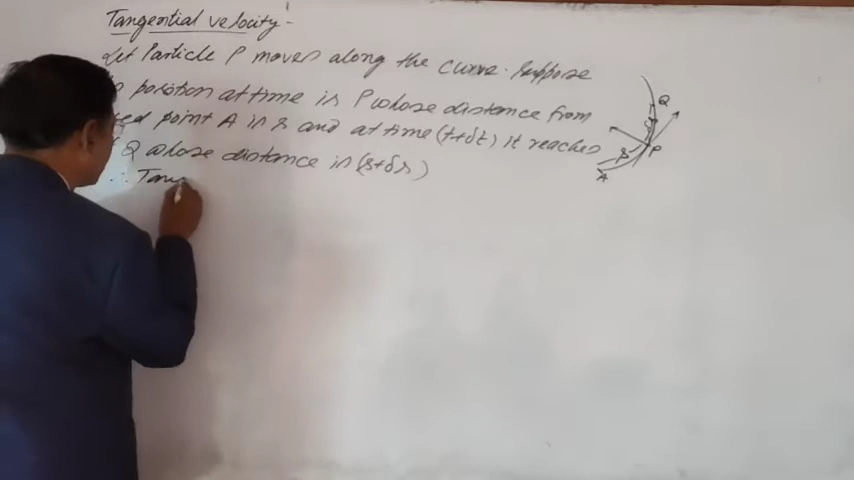 Tangential velocity:-
Let Particle P moves along the curve. Suppose
position at time is P whose distance from
point A is s and at time (t+δt) it reaches
Q whose distance is (s+δs)
∴ Tang
Q
P
s
A